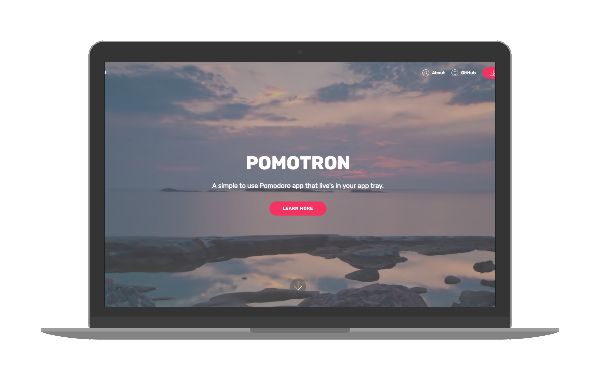 About
GitHub
POMOTRON
A simple to use Pomodoro app that live's in your app tray.
LEARN MORE